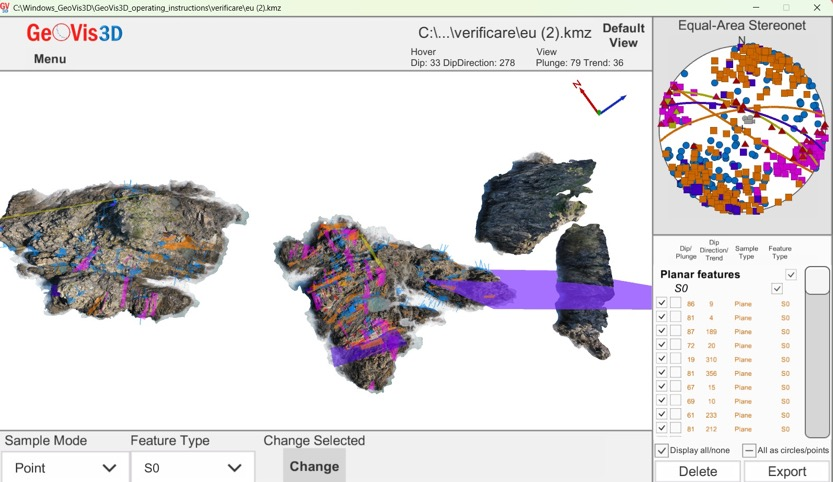 C:\Windows_GeoVis3D\GeoVis3D_operating_instructions\verificare\eu (2).kmz
GeoVis3D
Menu
C:\...\verificare\eu (2).kmz
Default
View
Hover
Dip: 33 DipDirection: 278
View
Plunge: 79 Trend: 36
N
Equal-Area Stereonet
N
Dip/
Plunge
Dip
Direction/
Trend
Sample
Type
Feature
Type
Planar features
S0
86 9 Plane S0
81 4 Plane S0
87 189 Plane S0
72 20 Plane S0
19 310 Plane S0
81 356 Plane S0
67 15 Plane S0
69 10 Plane S0
61 233 Plane S0
81 212 Plane S0
Display all/none
All as circles/points
Delete
Export
Sample Mode
Feature Type
Change Selected
Point
S0
Change